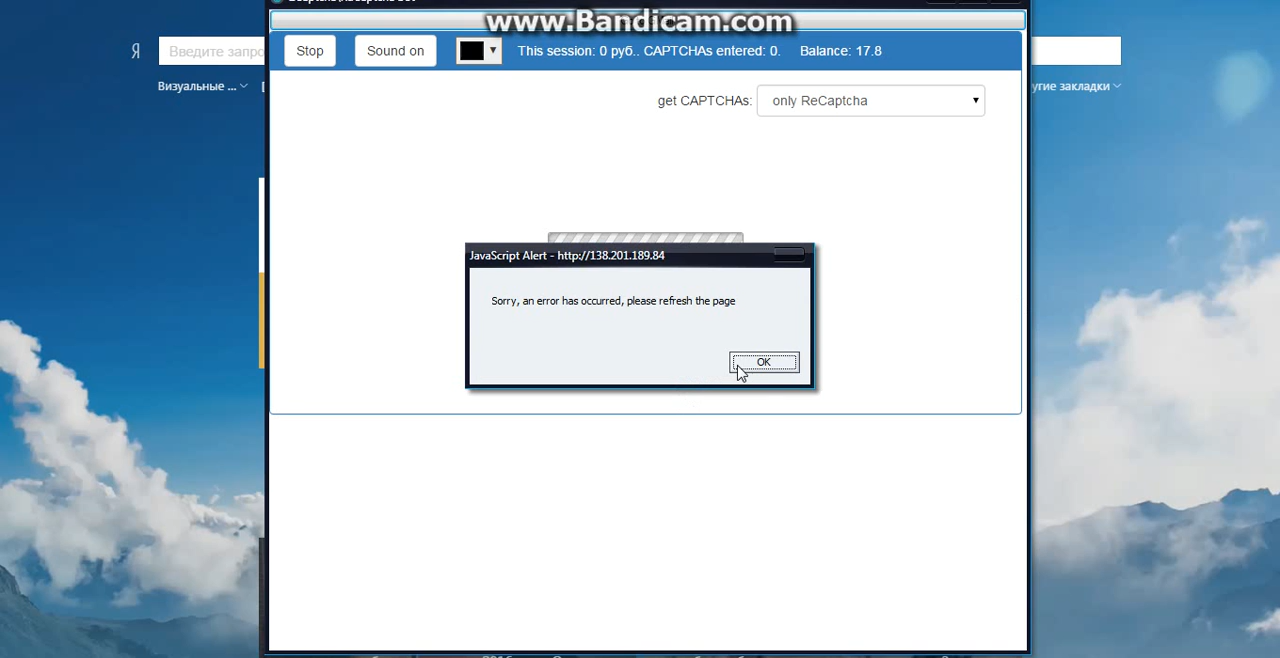 www.Bandicam.com
Я Введите запро
Stop Sound on This session: 0 руб.. CAPTCHAs entered: 0. Balance: 17.8
Визуальные ...
угие закладки
get CAPTCHAs: only ReCaptcha
JavaScript Alert - http://138.201.189.84
Sorry, an error has occurred, please refresh the page
OK